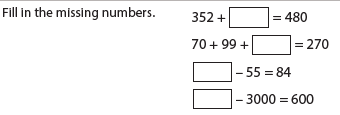 Fill in the missing numbers.
352 + = 480
70 + 99 + = 270
– 55 = 84
– 3000 = 600